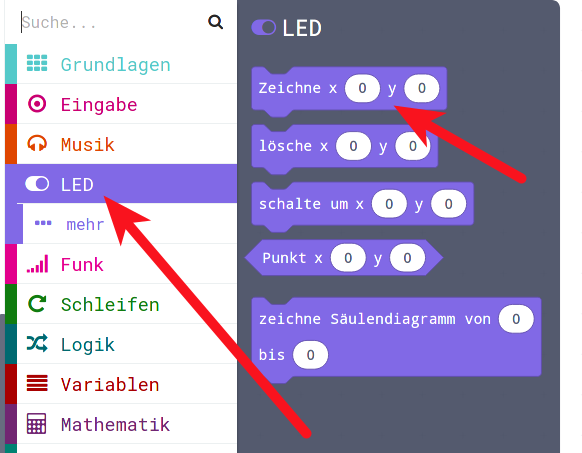 Suche...
Grundlagen
Eingabe
Musik
LED
mehr
Funk
Schleifen
Logik
Variablen
Mathematik
LED
Zeichne x 0 y 0
lösche x 0 y 0
schalte um x 0 y 0
Punkt x 0 y 0
zeichne Säulendiagramm von 0
bis 0